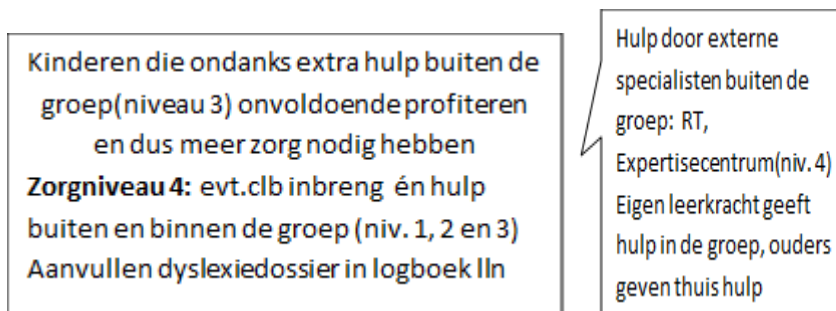 Kinderen die ondanks extra hulp buiten de
groep(niveau 3) onvoldoende profiteren
en dus meer zorg nodig hebben
Zorgniveau 4: evt.clb inbreng én hulp
buiten en binnen de groep (niv. 1, 2 en 3)
Aanvullen dyslexiedossier in logboek lln
Hulp door externe
specialisten buiten de
groep: RT,
Expertisecentrum(niv. 4)
Eigen leerkracht geeft
hulp in de groep, ouders
geven thuis hulp